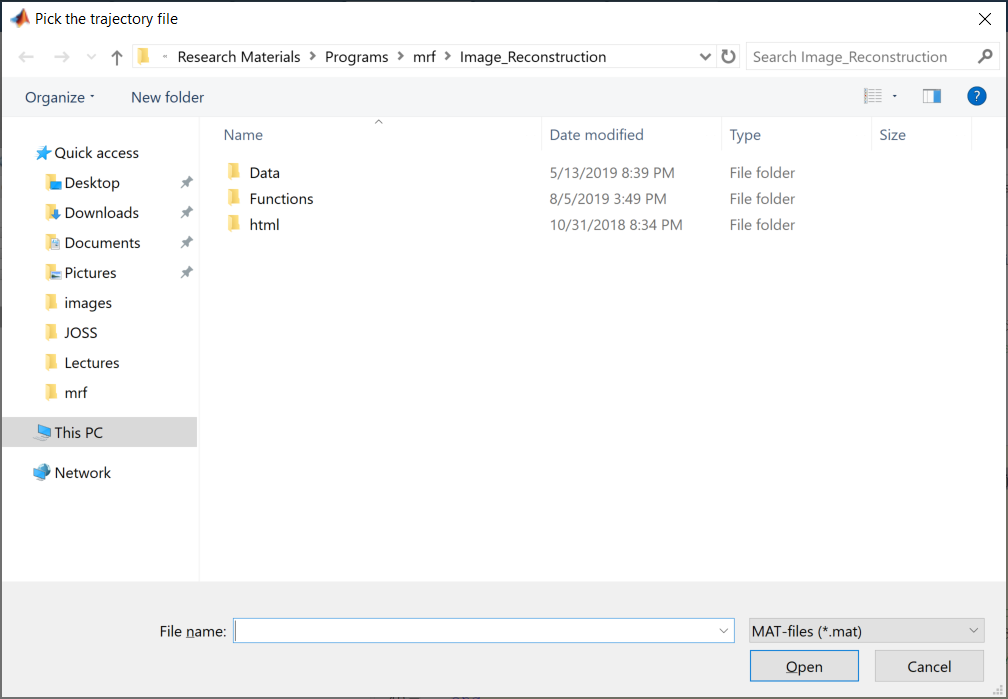 Pick the trajectory file
« Research Materials > Programs > mrf > Image_Reconstruction
Search Image_Reconstruction
Organize
New folder
?
Name Date modified Type Size
Quick access
Desktop
Downloads
Documents
Pictures
images
JOSS
Lectures
mrf
This PC
Network
Data 5/13/2019 8:39 PM File folder
Functions 8/5/2019 3:49 PM File folder
html 10/31/2018 8:34 PM File folder
File name:
MAT-files (*.mat)
Open
Cancel